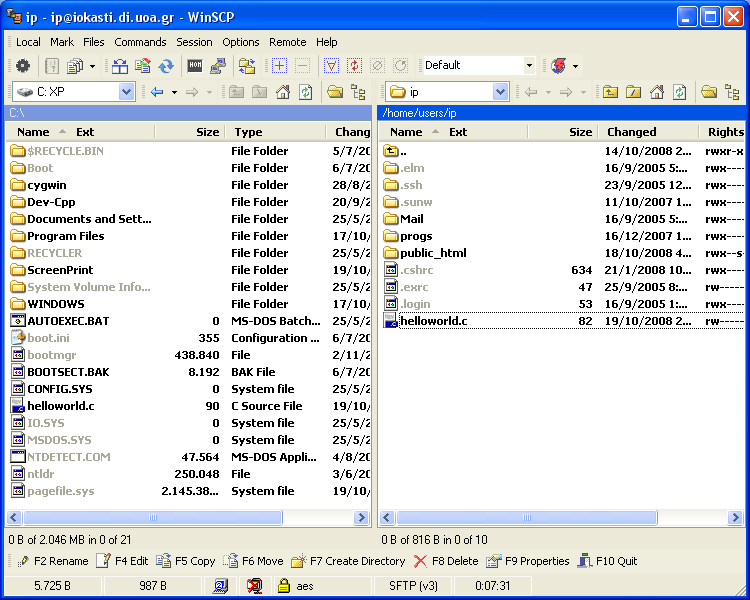 ip - ip@iokasti.di.uoa.gr - WinSCP
Local Mark Files Commands Session Options Remote Help
Default
C: XP
ip
C:\
/home/users/ip
Name Ext Size Type Chang
Name Ext Size Changed Rights
$RECYCLE.BIN File Folder 5/7/20
Boot File Folder 6/7/20
cygwin File Folder 28/8/2
Dev-Cpp File Folder 20/9/2
Documents and Sett... File Folder 25/5/2
Program Files File Folder 17/10/
RECYCLER File Folder 25/5/2
ScreenPrint File Folder 19/10/
System Volume Info... File Folder 25/5/2
WINDOWS File Folder 17/10/
AUTOEXEC.BAT 0 MS-DOS Batch... 25/5/2
boot.ini 355 Configuration ... 6/7/20
bootmgr 438.840 File 2/11/2
BOOTSECT.BAK 8.192 BAK File 6/7/20
CONFIG.SYS 0 System file 25/5/2
helloworld.c 90 C Source File 19/10/
IO.SYS 0 System file 25/5/2
MSDOS.SYS 0 System file 25/5/2
NTDETECT.COM 47.564 MS-DOS Appli... 4/8/20
ntldr 250.048 File 3/6/20
pagefile.sys 2.145.38... System file 19/10/
.. 14/10/2008 2... rwxr-x
.elm 16/9/2005 5:... rwx----
.ssh 23/9/2005 12... rwx----
.sunw 11/10/2007 1... rwx----
Mail 16/9/2005 5:... rwx----
progs 16/12/2007 1... rwx----
public_html 18/10/2008 4... rwx--s
.cshrc 634 21/1/2008 10... rwx----
.exrc 47 25/9/2005 8:... rw-----
.login 53 16/9/2005 1:... rwx----
helloworld.c 82 19/10/2008 2... rw-----
0 B of 2.046 MB in 0 of 21
0 B of 816 B in 0 of 10
F2 Rename F4 Edit F5 Copy F6 Move F7 Create Directory F8 Delete F9 Properties F10 Quit
5.725 B 987 B aes SFTP (v3) 0:07:31